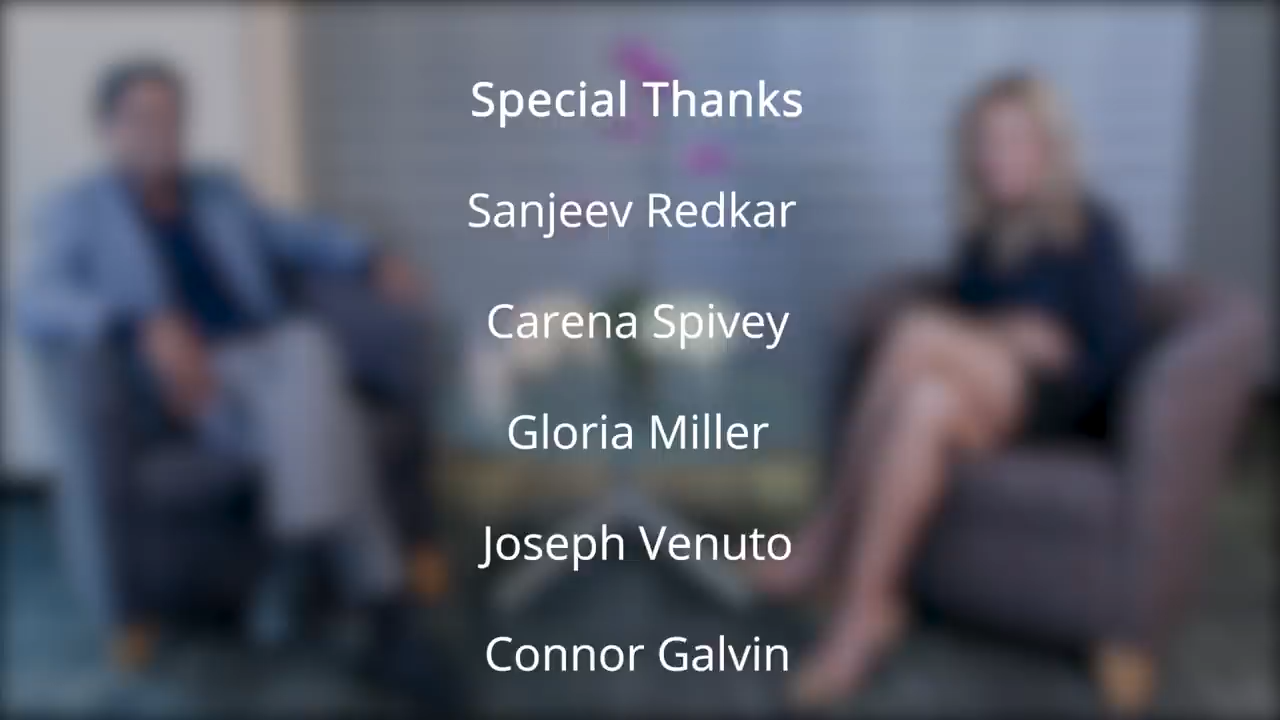 Special Thanks
Sanjeev Redkar
Carena Spivey
Gloria Miller
Joseph Venuto
Connor Galvin